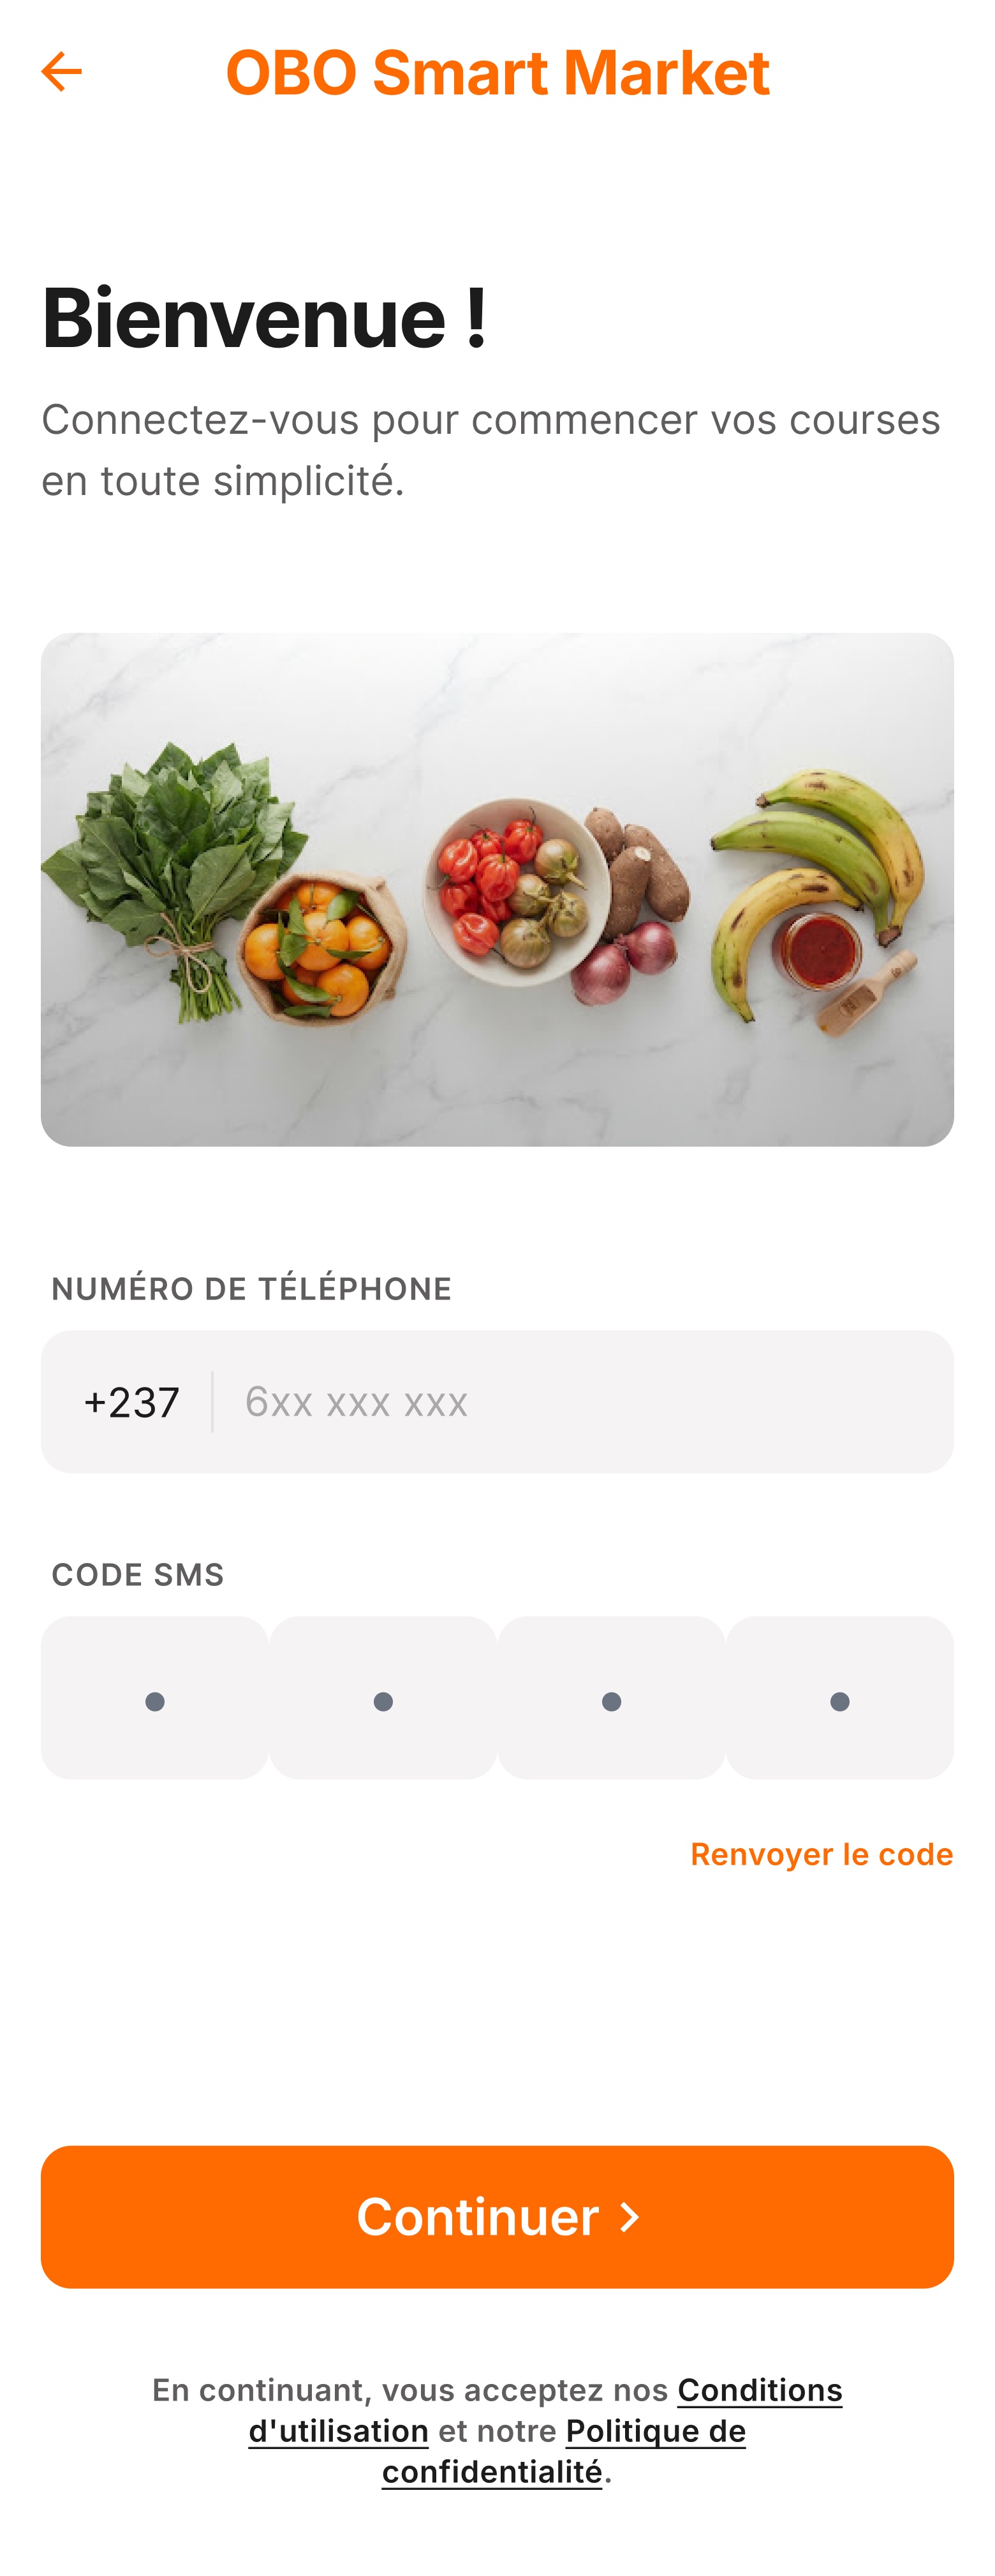 OBO Smart Market
Bienvenue !
Connectez-vous pour commencer vos courses
en toute simplicité.
NUMÉRO DE TÉLÉPHONE
+237 6xx xxx xxx
CODE SMS
Renvoyer le code
Continuer
En continuant, vous acceptez nos Conditions
d'utilisation et notre Politique de
confidentialité.